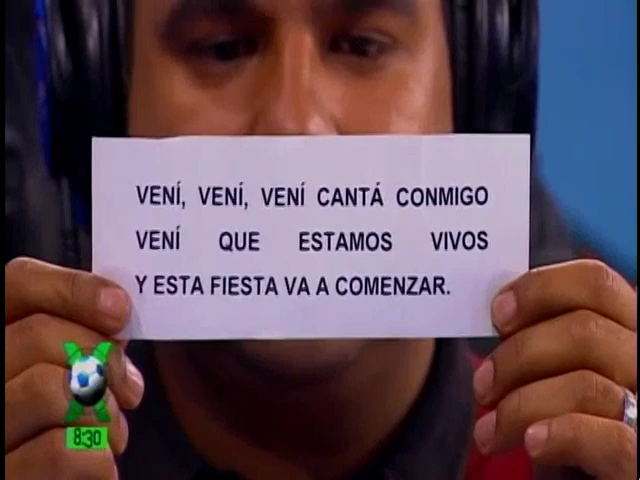 VENÍ, VENÍ, VENÍ CANTÁ CONMIGO
VENÍ QUE ESTAMOS VIVOS
Y ESTA FIESTA VA A COMENZAR.
8:30